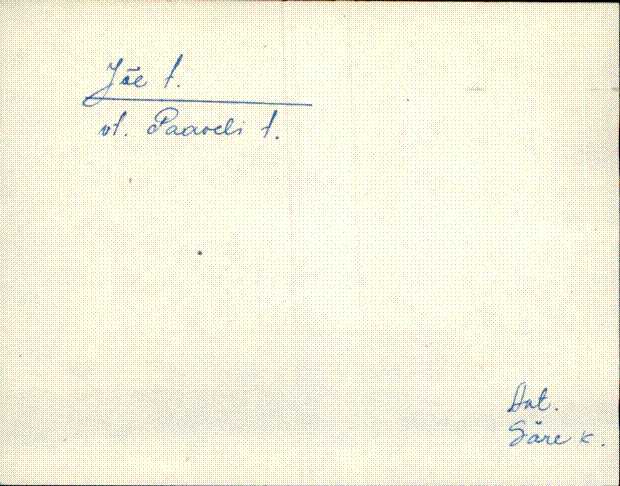 Jõe t.
vt. Paaveli t.
Ant.
Säre k.